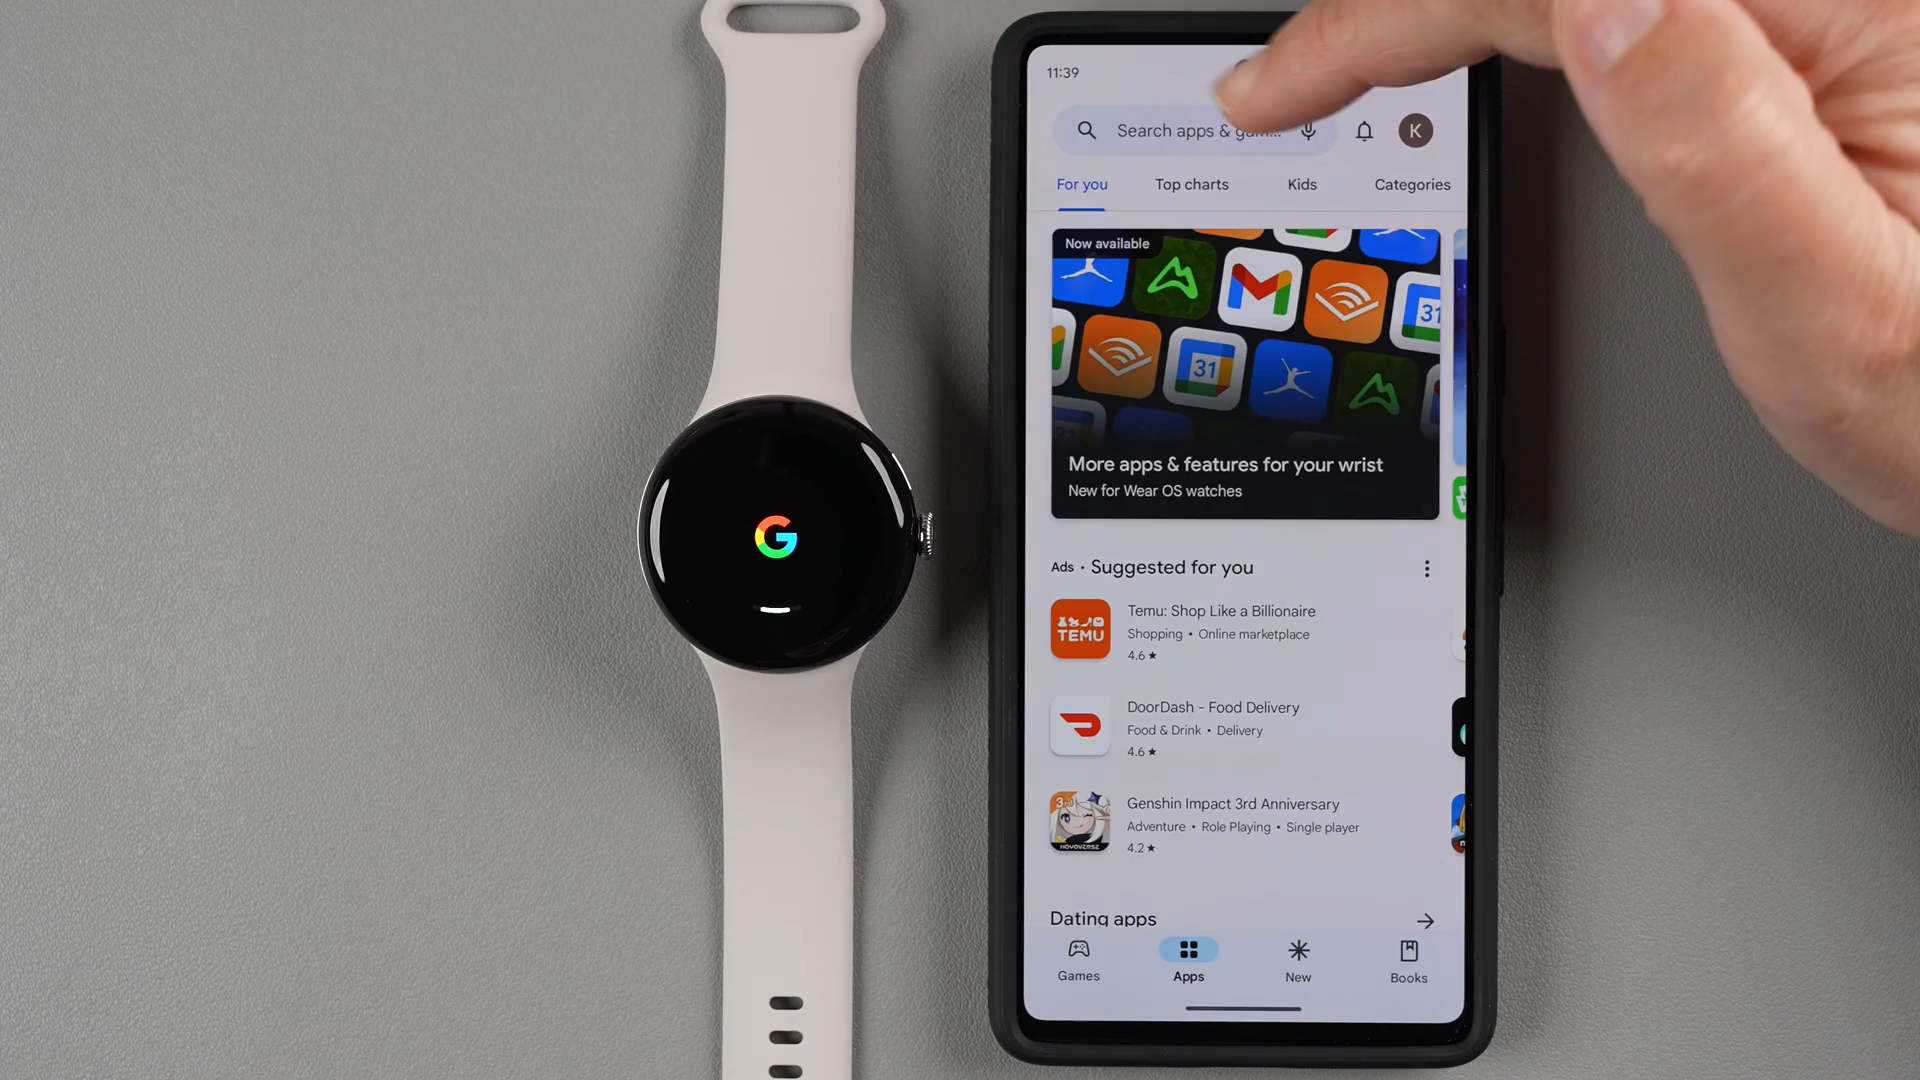 11:39
Search apps & gam...
K
For you
Top charts
Kids
Categories
Now available
31
31
More apps & features for your wrist
New for Wear OS watches
G
Ads • Suggested for you
TEMU
Temu: Shop Like a Billionaire
Shopping • Online marketplace
4.6 ★
DoorDash - Food Delivery
Food & Drink • Delivery
4.6 ★
3rd
HOYOVERSE
Genshin Impact 3rd Anniversary
Adventure • Role Playing • Single player
4.2 ★
Dating apps
Games
Apps
New
Books